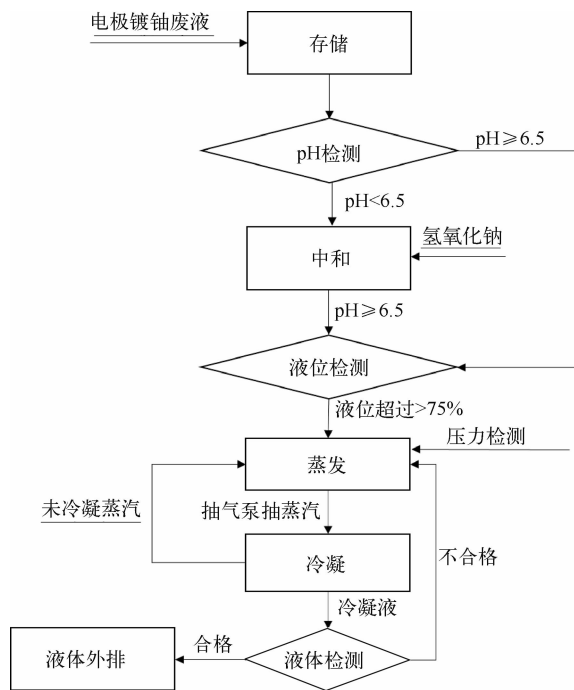 电极镀铀废液
存储
pH检测
pH≥6.5
pH<6.5
氢氧化钠
中和
pH≥6.5
液位检测
液位超过>75%
压力检测
蒸发
未冷凝蒸汽
抽气泵抽蒸汽
不合格
冷凝
冷凝液
合格
液体外排
液体检测